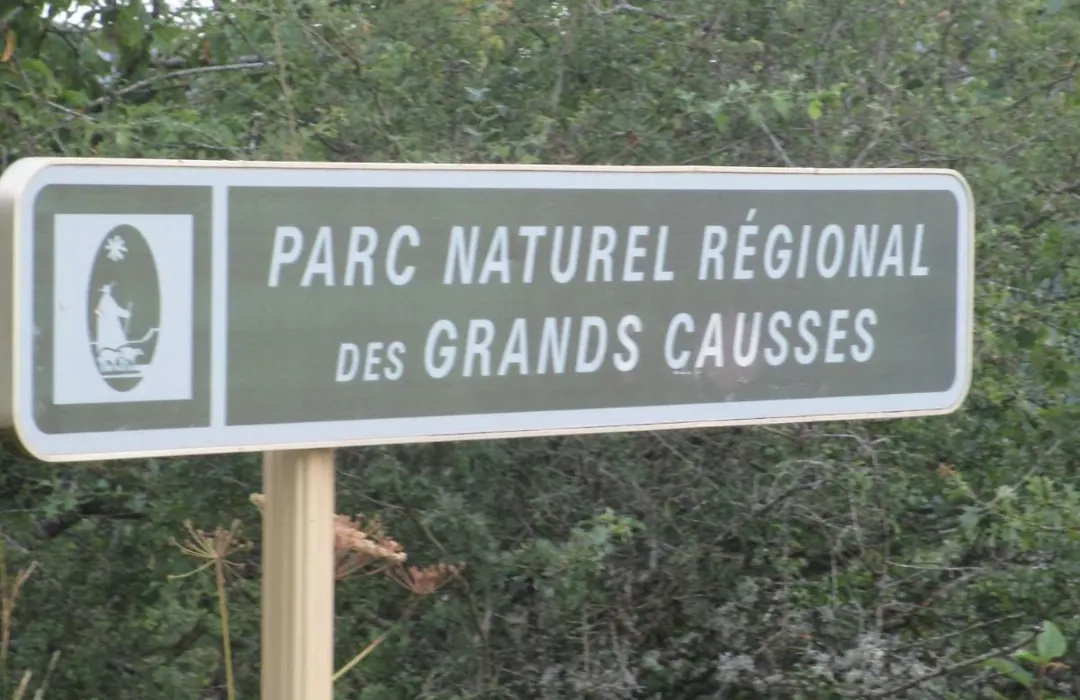 PARC NATUREL RÉGIONAL
DES GRANDS CAUSSES